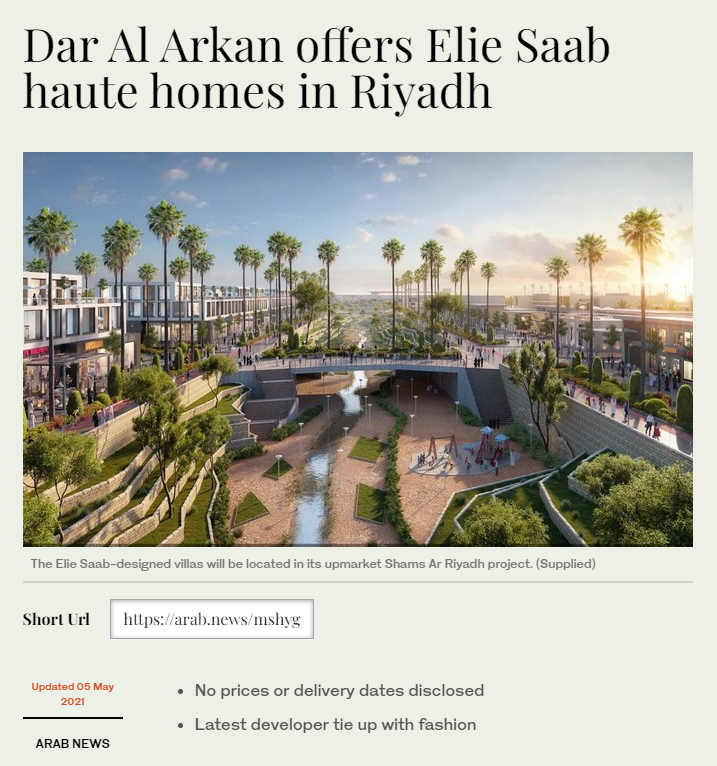 Dar Al Arkan offers Elie Saab
haute homes in Riyadh
The Elie Saab-designed villas will be located in its upmarket Shams Ar Riyadh project. (Supplied)
Short Url
https://arab.news/mshyg
Updated 05 May
2021
ARAB NEWS
• No prices or delivery dates disclosed
• Latest developer tie up with fashion